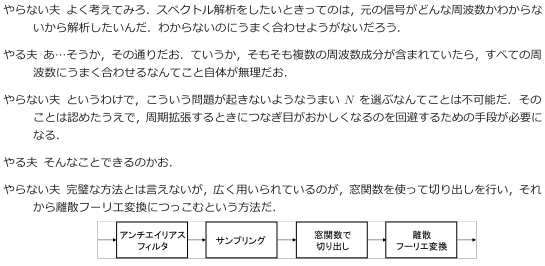 やらない夫 よく考えてみろ．スペクトル解析をしたいときってのは，元の信号がどんな周波数かわからな
いから解析したいんだ．わからないのにうまく合わせようがないだろう．
やる夫 あ…そうか，その通りだお．ていうか，そもそも複数の周波数成分が含まれていたら，すべての周
波数にうまく合わせるなんてこと自体が無理だお．
やらない夫 というわけで，こういう問題が起きないようなうまい N を選ぶなんてことは不可能だ．その
ことは認めたうえで，周期拡張するときにつなぎ目がおかしくなるのを回避するための手段が必要に
なる．
やる夫 そんなことできるのかお．
やらない夫 完璧な方法とは言えないが，広く用いられているのが，窓関数を使って切り出しを行い，それ
から離散フーリエ変換につっこむという方法だ．
アンチエイリアス
フィルタ
サンプリング
窓関数で
切り出し
離散
フーリエ変換